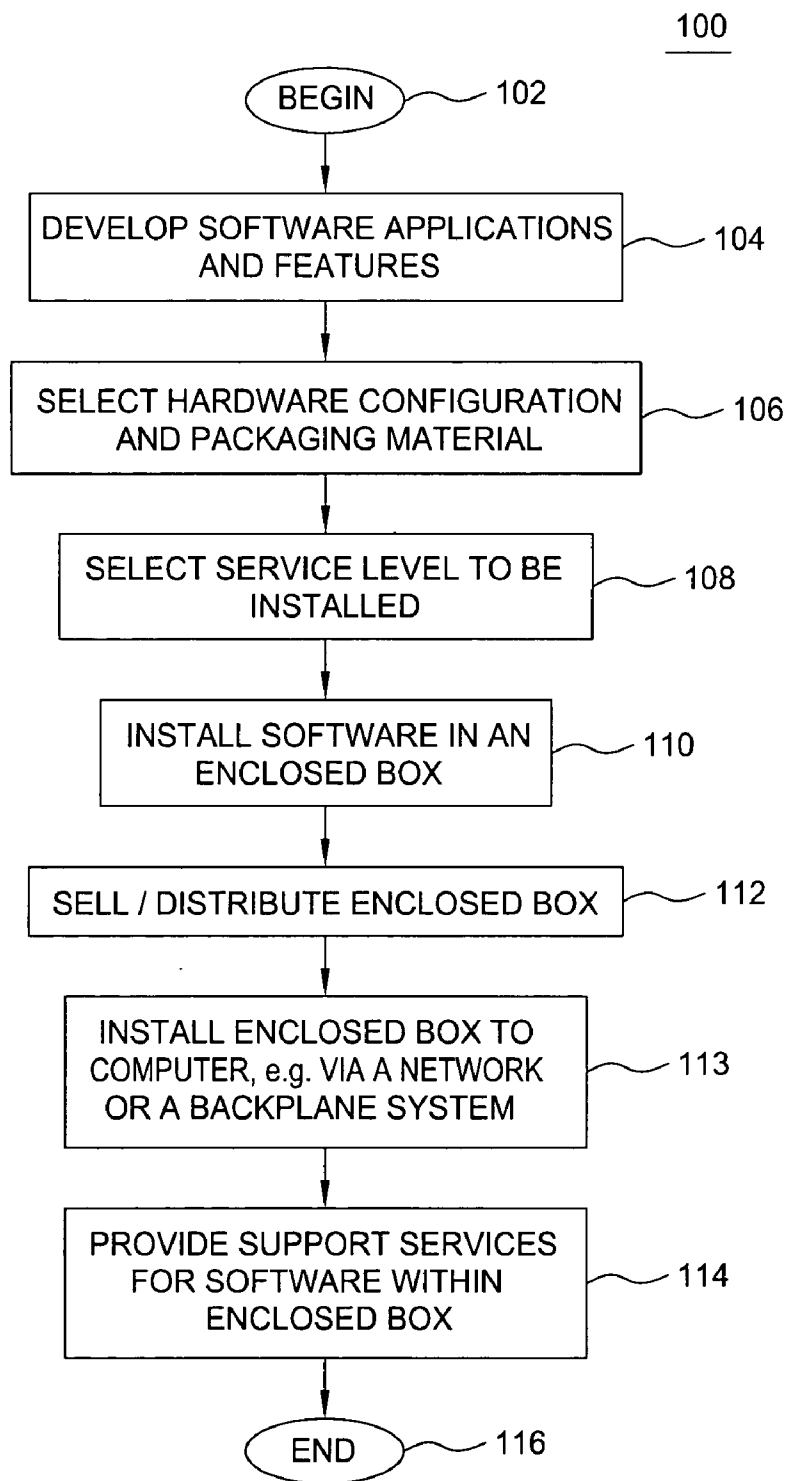 100
BEGIN
102
DEVELOP SOFTWARE APPLICATIONS
AND FEATURES
104
SELECT HARDWARE CONFIGURATION
AND PACKAGING MATERIAL
106
SELECT SERVICE LEVEL TO BE
INSTALLED
108
INSTALL SOFTWARE IN AN
ENCLOSED BOX
110
SELL / DISTRIBUTE ENCLOSED BOX
112
INSTALL ENCLOSED BOX TO
COMPUTER, e.g. VIA A NETWORK
OR A BACKPLANE SYSTEM
113
PROVIDE SUPPORT SERVICES
FOR SOFTWARE WITHIN
ENCLOSED BOX
114
END
116